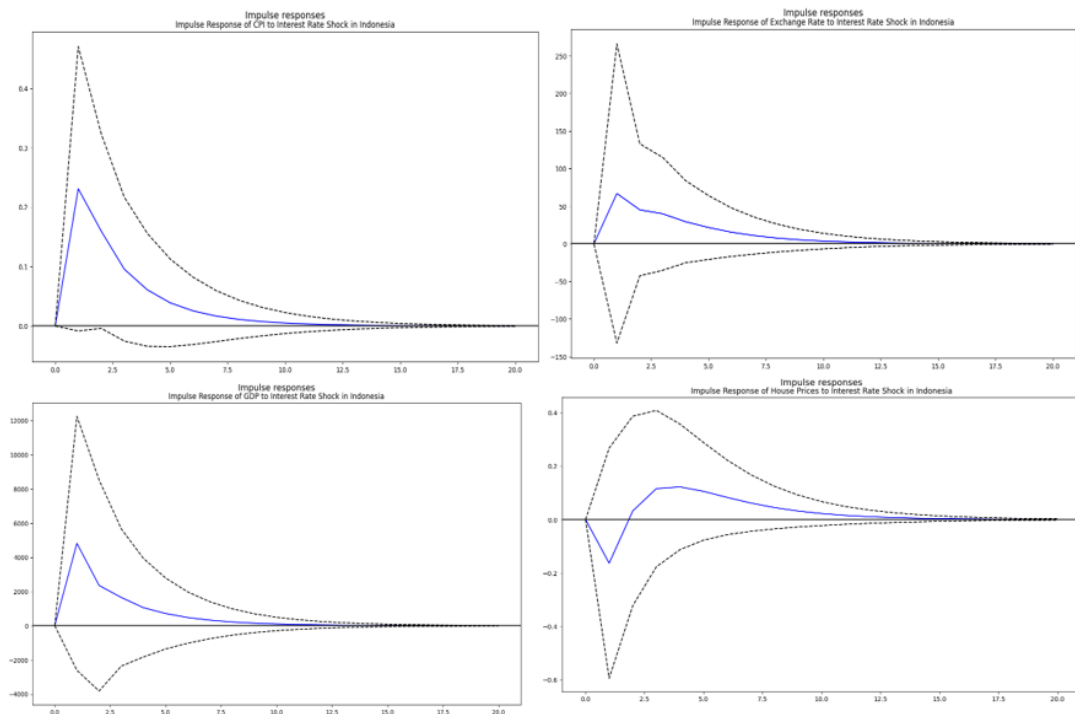 Impulse responses
Impulse Response of CPI to Interest Rate Shock in Indonesia
0.4
0.3
0.2
0.1
0.0
0.0 2.5 5.0 7.5 10.0 12.5 15.0 17.5 20.0
Impulse responses
Impulse Response of Exchange Rate to Interest Rate Shock in Indonesia
250
200
150
100
50
0
−50
−100
−150
0.0 2.5 5.0 7.5 10.0 12.5 15.0 17.5 20.0
Impulse responses
Impulse Response of GDP to Interest Rate Shock in Indonesia
12000
10000
8000
6000
4000
2000
0
−2000
−4000
0.0 2.5 5.0 7.5 10.0 12.5 15.0 17.5 20.0
Impulse responses
Impulse Response of House Prices to Interest Rate Shock in Indonesia
0.4
0.2
0.0
−0.2
−0.4
−0.6
0.0 2.5 5.0 7.5 10.0 12.5 15.0 17.5 20.0